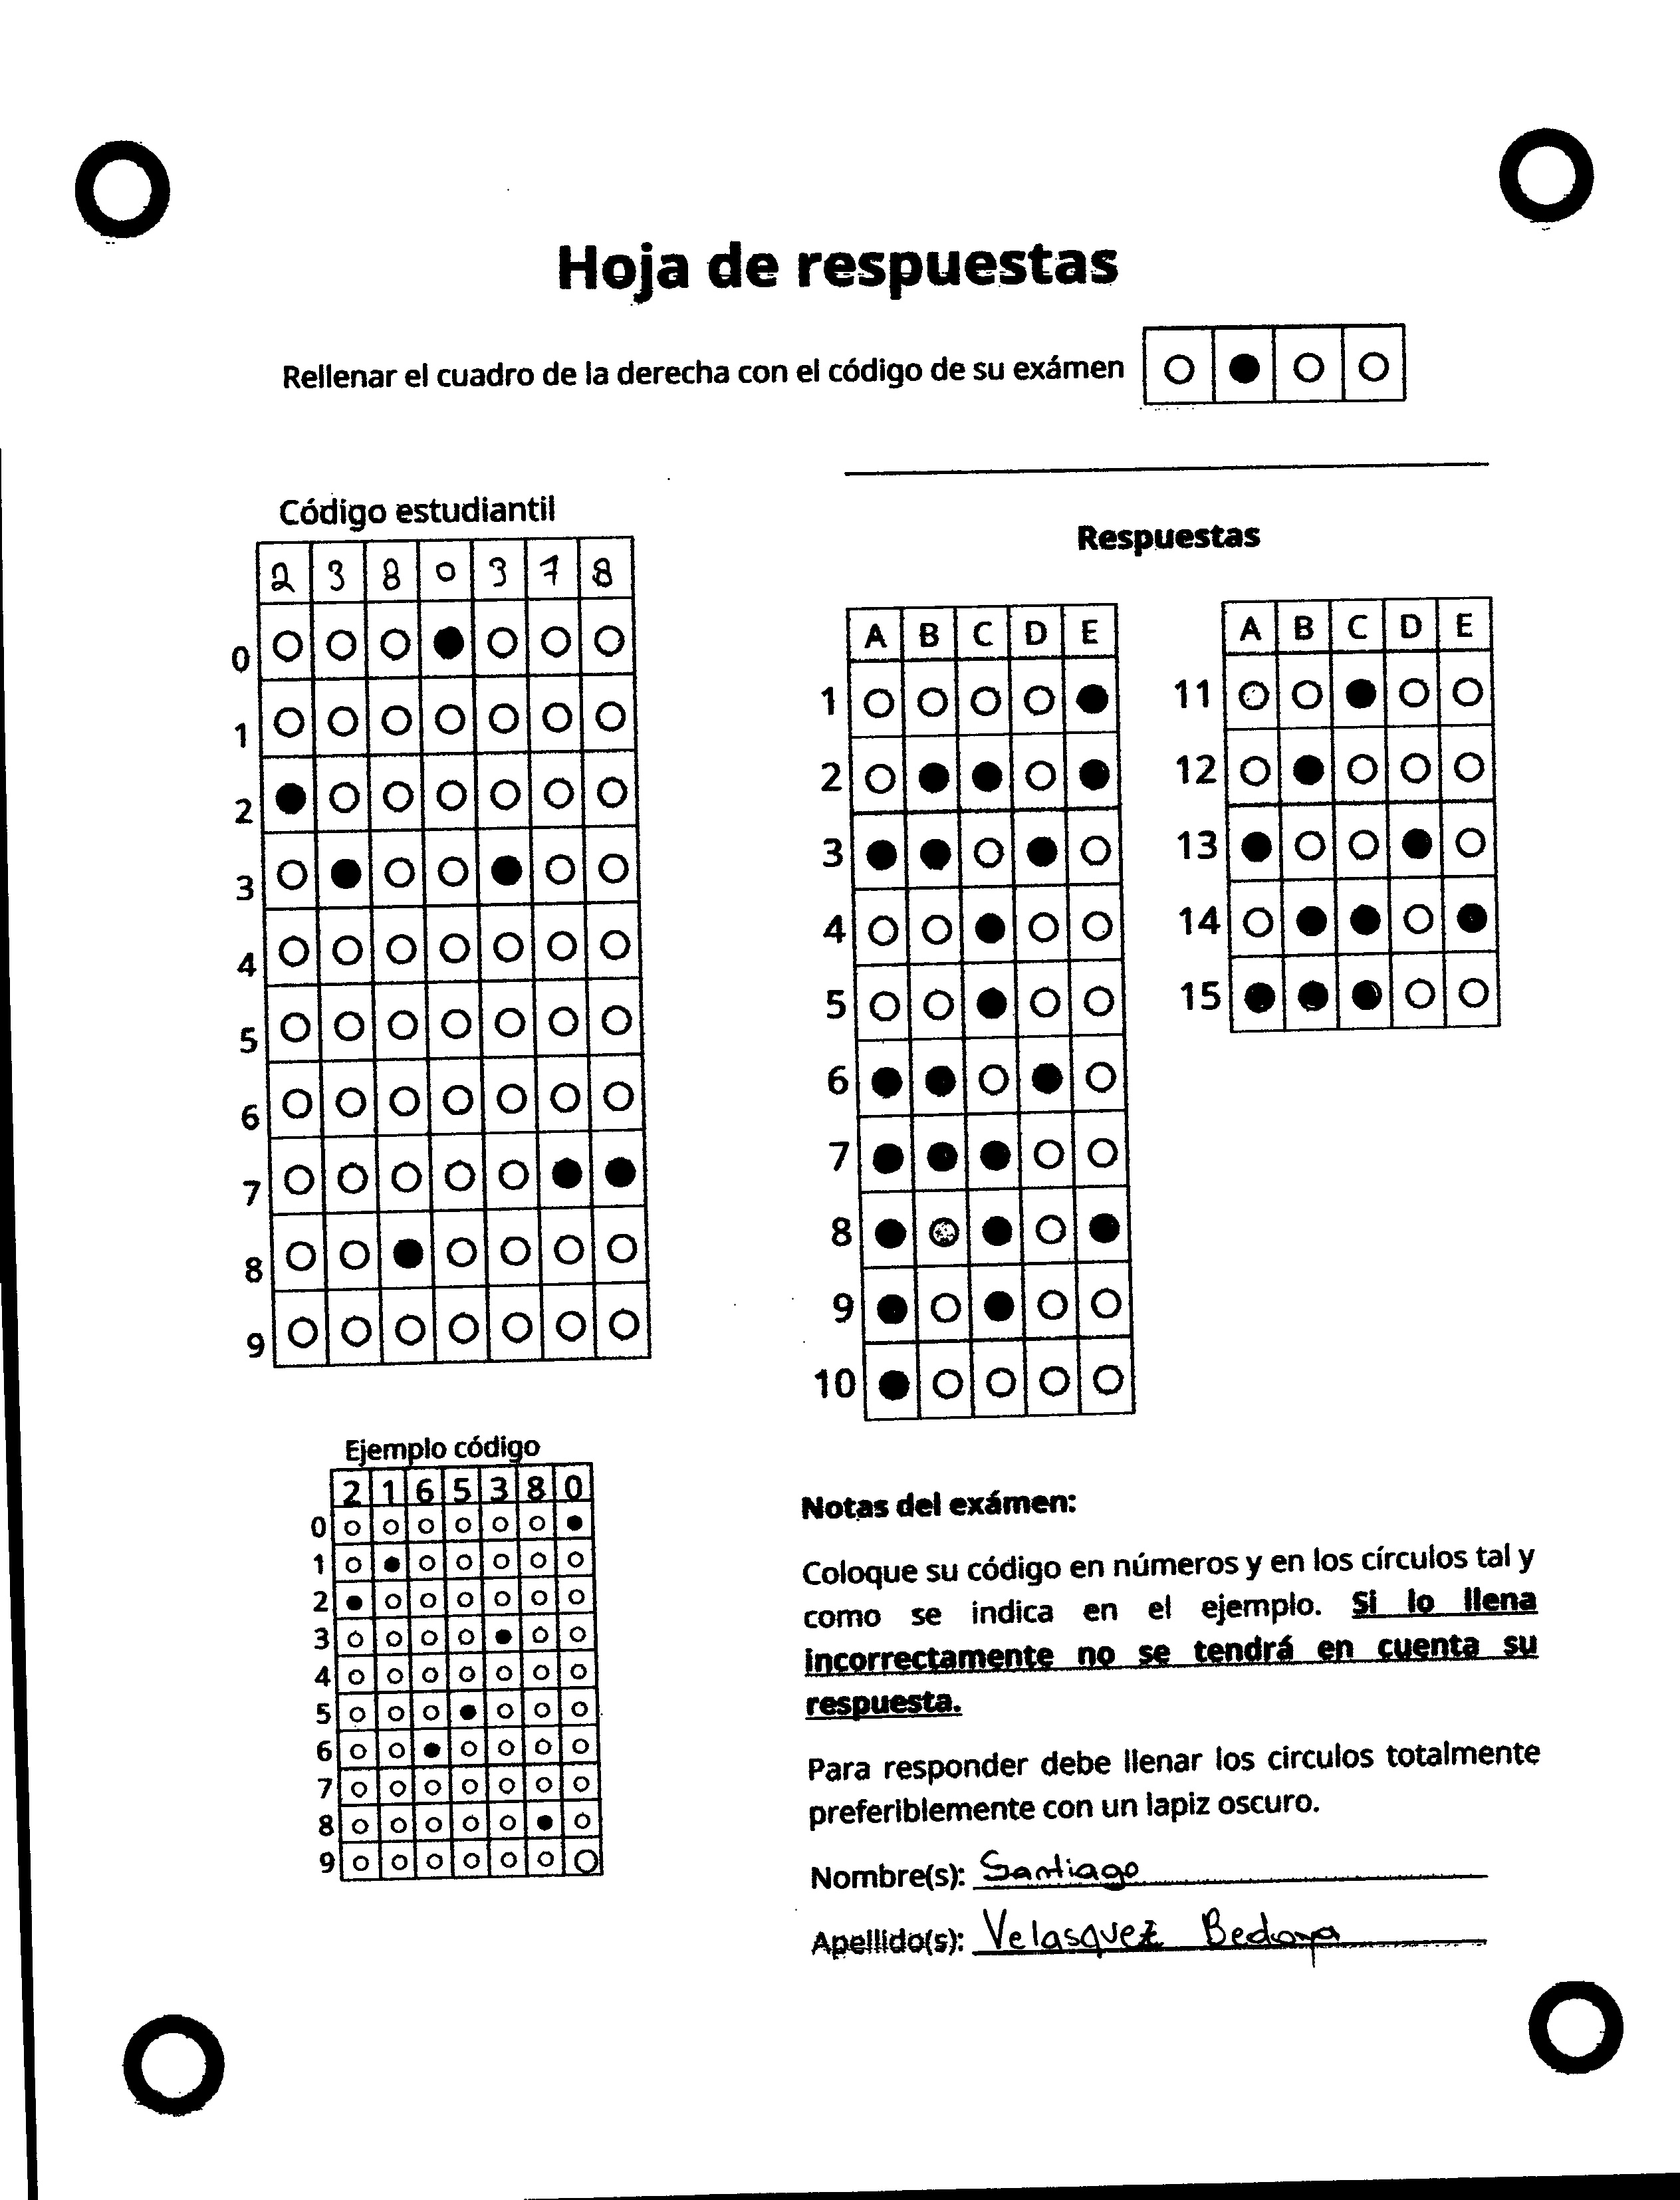 Hoja de respuestas
Rellenar el cuadro de la derecha con el código de su exámen
Código estudiantil
2 3 8 0 3 7 8
0
1
2
3
4
5
6
7
8
9
Respuestas
A B C D E
1
2
3
4
5
6
7
8
9
10
A B C D E
11
12
13
14
15
Ejemplo código
2 1 6 5 3 8 0
0
1
2
3
4
5
6
7
8
9
Notas del exámen:
Coloque su código en números y en los círculos tal y
como se indica en el ejemplo. Si lo llena
incorrectamente no se tendrá en cuenta su
respuesta.
Para responder debe llenar los circulos totalmente
preferiblemente con un lapiz oscuro.
Nombre(s): Santiago
Apellido(s): Velasquez Bedoya